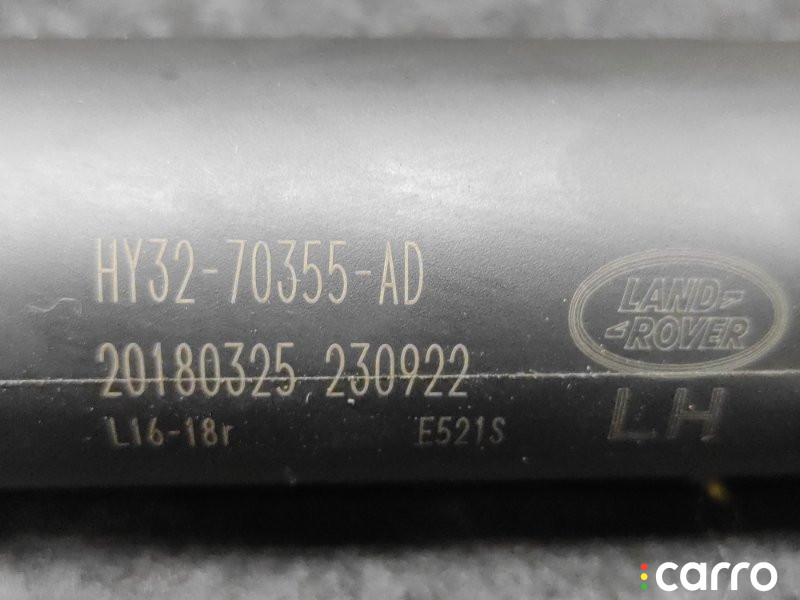 HY32-70355-AD
LAND
ROVER
20180325 230922
LH
L16-18r
E521S
carro